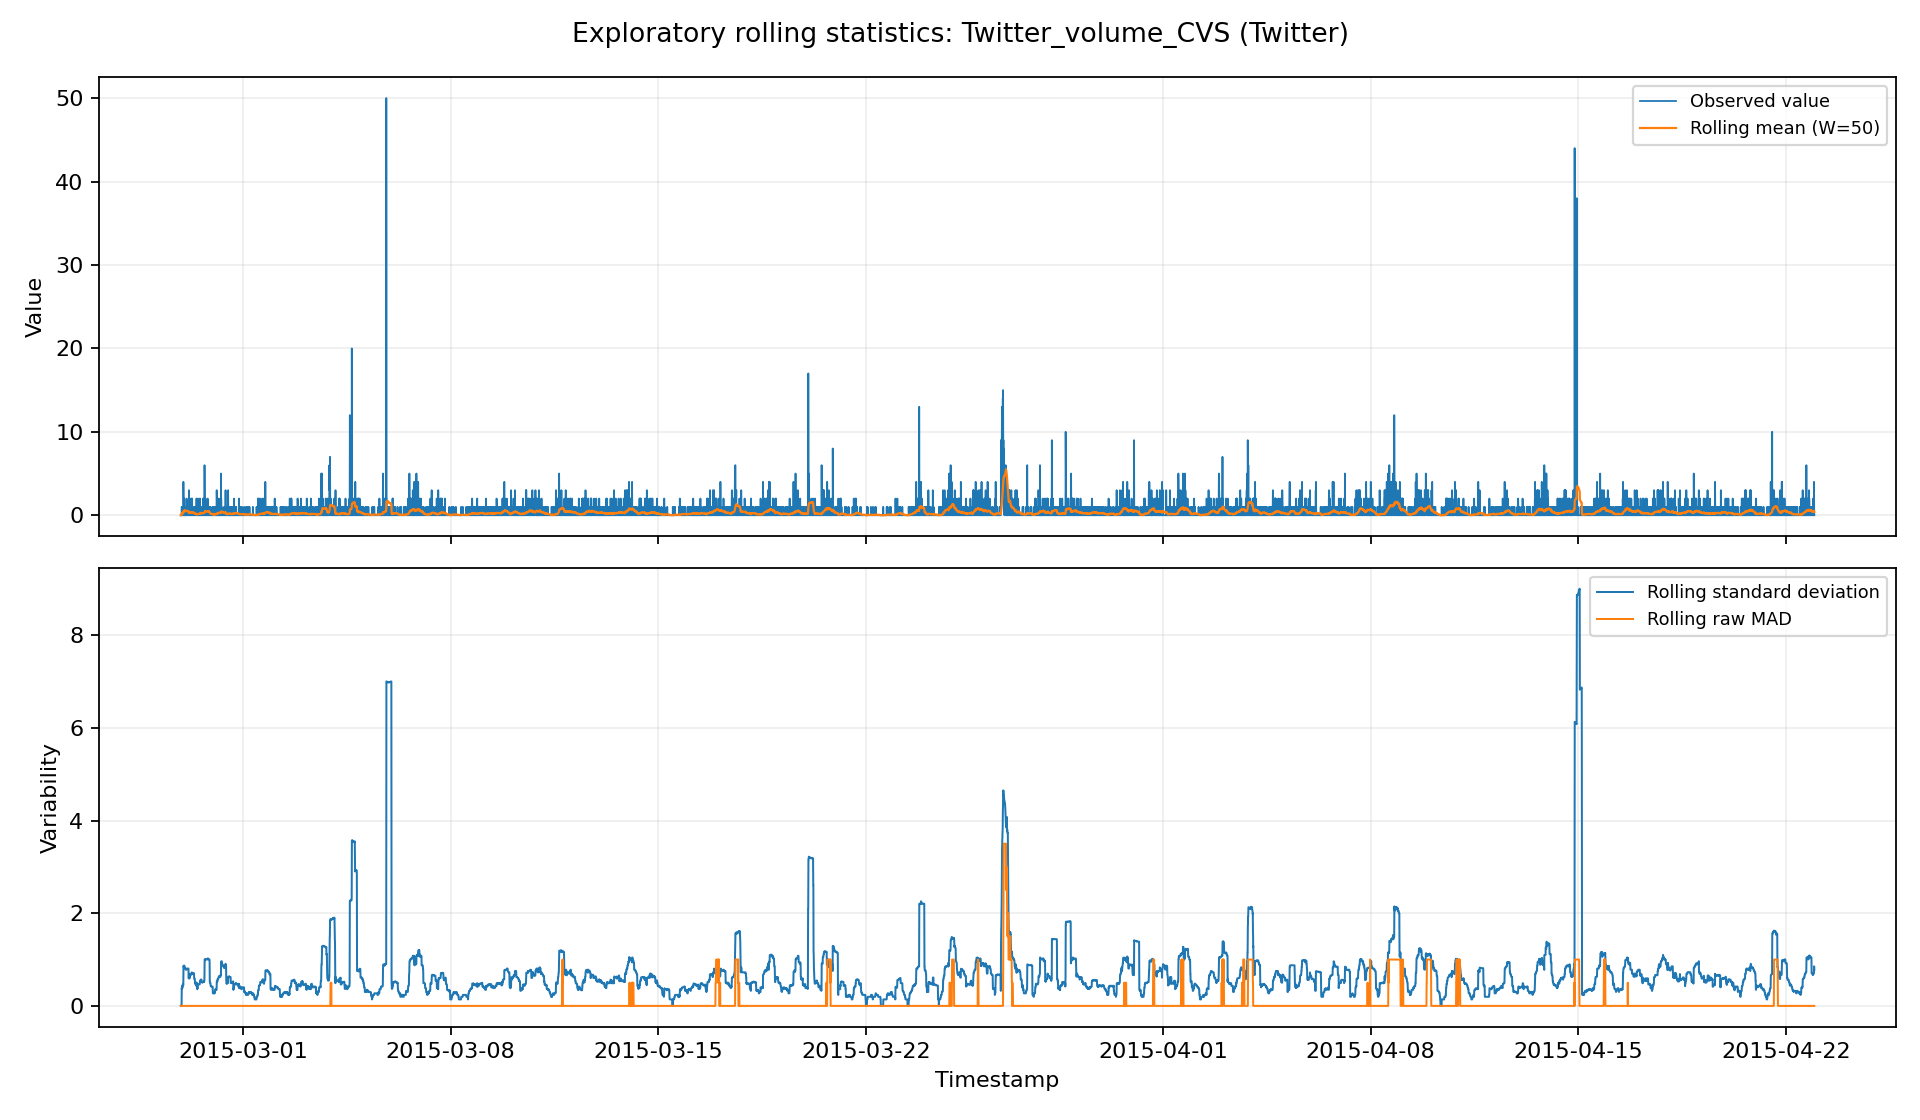 Exploratory rolling statistics: Twitter_volume_CVS (Twitter)
50
40
30
20
10
0
Value
Observed value
Rolling mean (W=50)
8
6
4
2
0
Variability
Rolling standard deviation
Rolling raw MAD
2015-03-01
2015-03-08
2015-03-15
2015-03-22
2015-04-01
2015-04-08
2015-04-15
2015-04-22
Timestamp